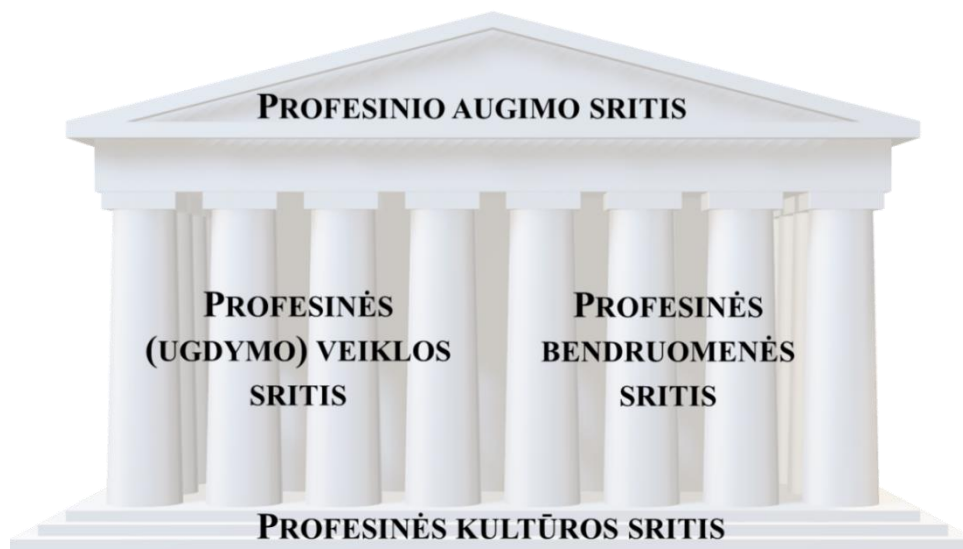 PROFESINIO AUGIMO SRITIS
PROFESINĖS
(UGDYMO) VEIKLOS
SRITIS
PROFESINĖS
BENDRUOMENĖS
SRITIS
PROFESINĖS KULTŪROS SRITIS